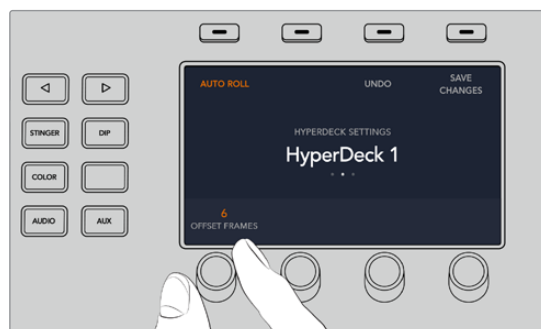 AUTO ROLL
UNDO
SAVE
CHANGES
HYPERDECK SETTINGS
HyperDeck 1
6
OFFSET FRAMES
STINGER
DIP
COLOR
AUDIO
AUX